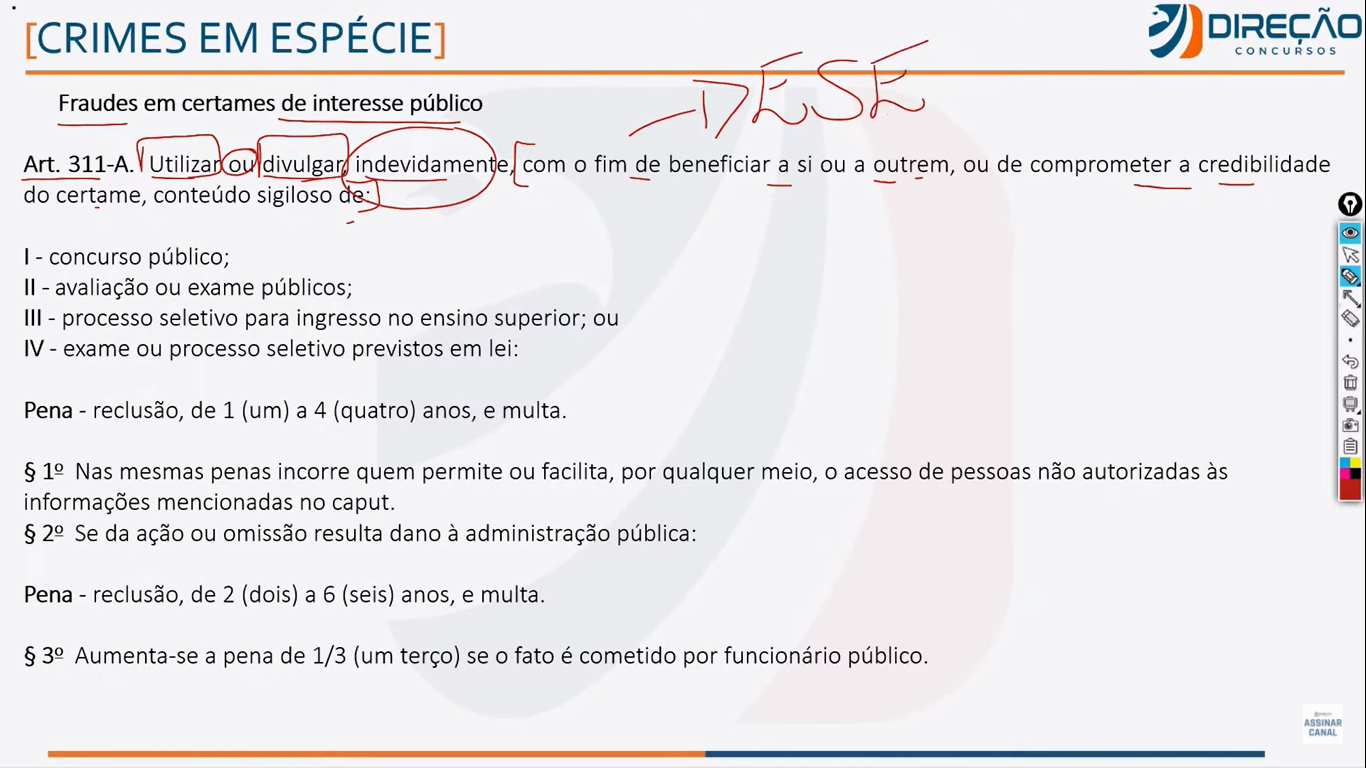 [CRIMES EM ESPÉCIE]
DIREÇÃO
CONCURSOS
Fraudes em certames de interesse público
DESE
Art. 311-A. Utilizar ou divulgar, indevidamente, com o fim de beneficiar a si ou a outrem, ou de comprometer a credibilidade
do certame, conteúdo sigiloso de:
I - concurso público;
II - avaliação ou exame públicos;
III - processo seletivo para ingresso no ensino superior; ou
IV - exame ou processo seletivo previstos em lei:
Pena - reclusão, de 1 (um) a 4 (quatro) anos, e multa.
§ 1º Nas mesmas penas incorre quem permite ou facilita, por qualquer meio, o acesso de pessoas não autorizadas às
informações mencionadas no caput.
§ 2º Se da ação ou omissão resulta dano à administração pública:
Pena - reclusão, de 2 (dois) a 6 (seis) anos, e multa.
§ 3º Aumenta-se a pena de 1/3 (um terço) se o fato é cometido por funcionário público.
ASSINAR
CANAL